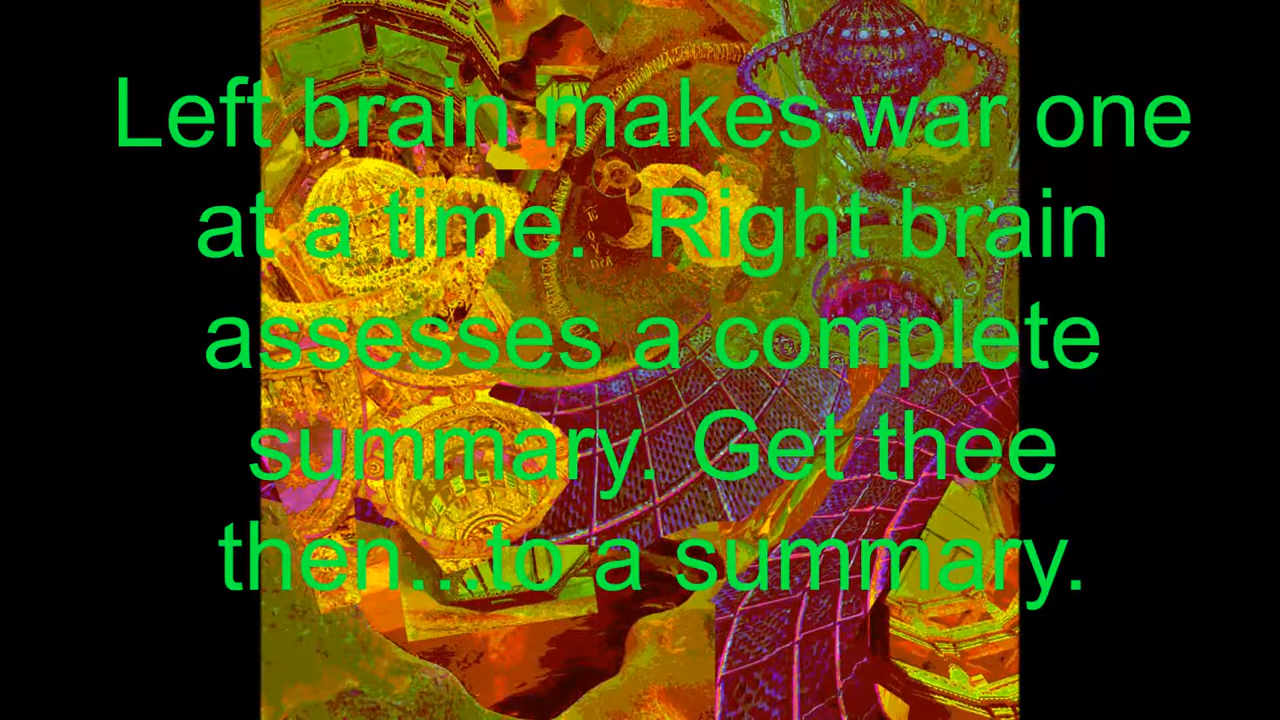 Left brain makes war one
at a time.  Right brain
assesses a complete
summary. Get thee
then...to a summary.